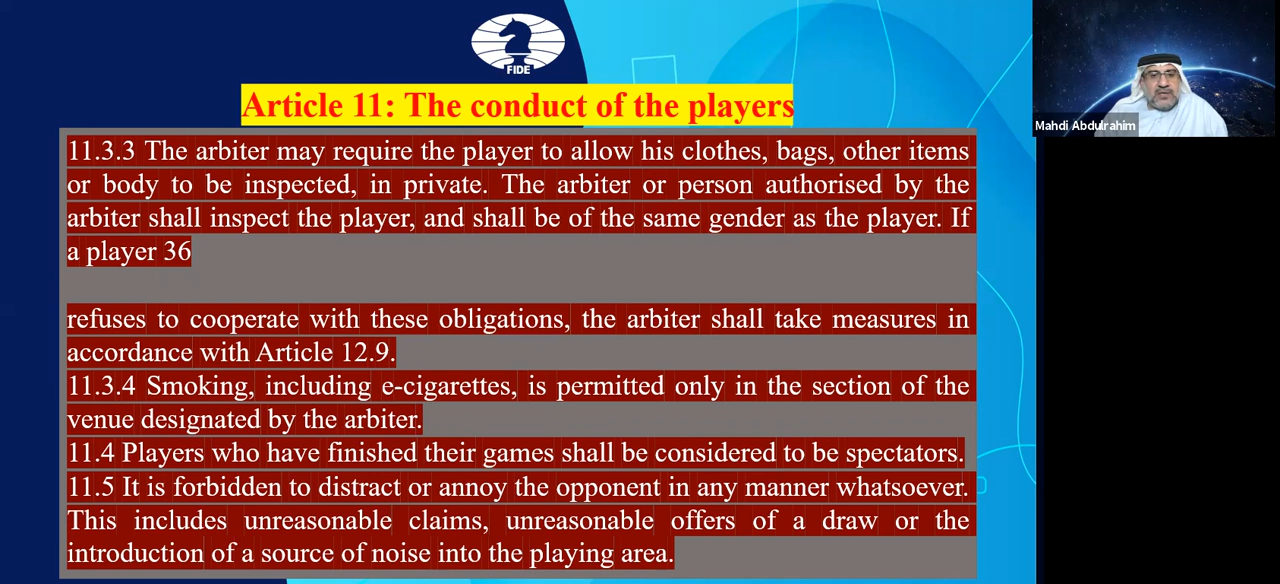 FIDE
Article 11: The conduct of the players
11.3.3 The arbiter may require the player to allow his clothes, bags, other items
or body to be inspected, in private. The arbiter or person authorised by the
arbiter shall inspect the player, and shall be of the same gender as the player. If
a player 36
refuses to cooperate with these obligations, the arbiter shall take measures in
accordance with Article 12.9.
11.3.4 Smoking, including e-cigarettes, is permitted only in the section of the
venue designated by the arbiter.
11.4 Players who have finished their games shall be considered to be spectators.
11.5 It is forbidden to distract or annoy the opponent in any manner whatsoever.
This includes unreasonable claims, unreasonable offers of a draw or the
introduction of a source of noise into the playing area.
Mahdi Abdulrahim